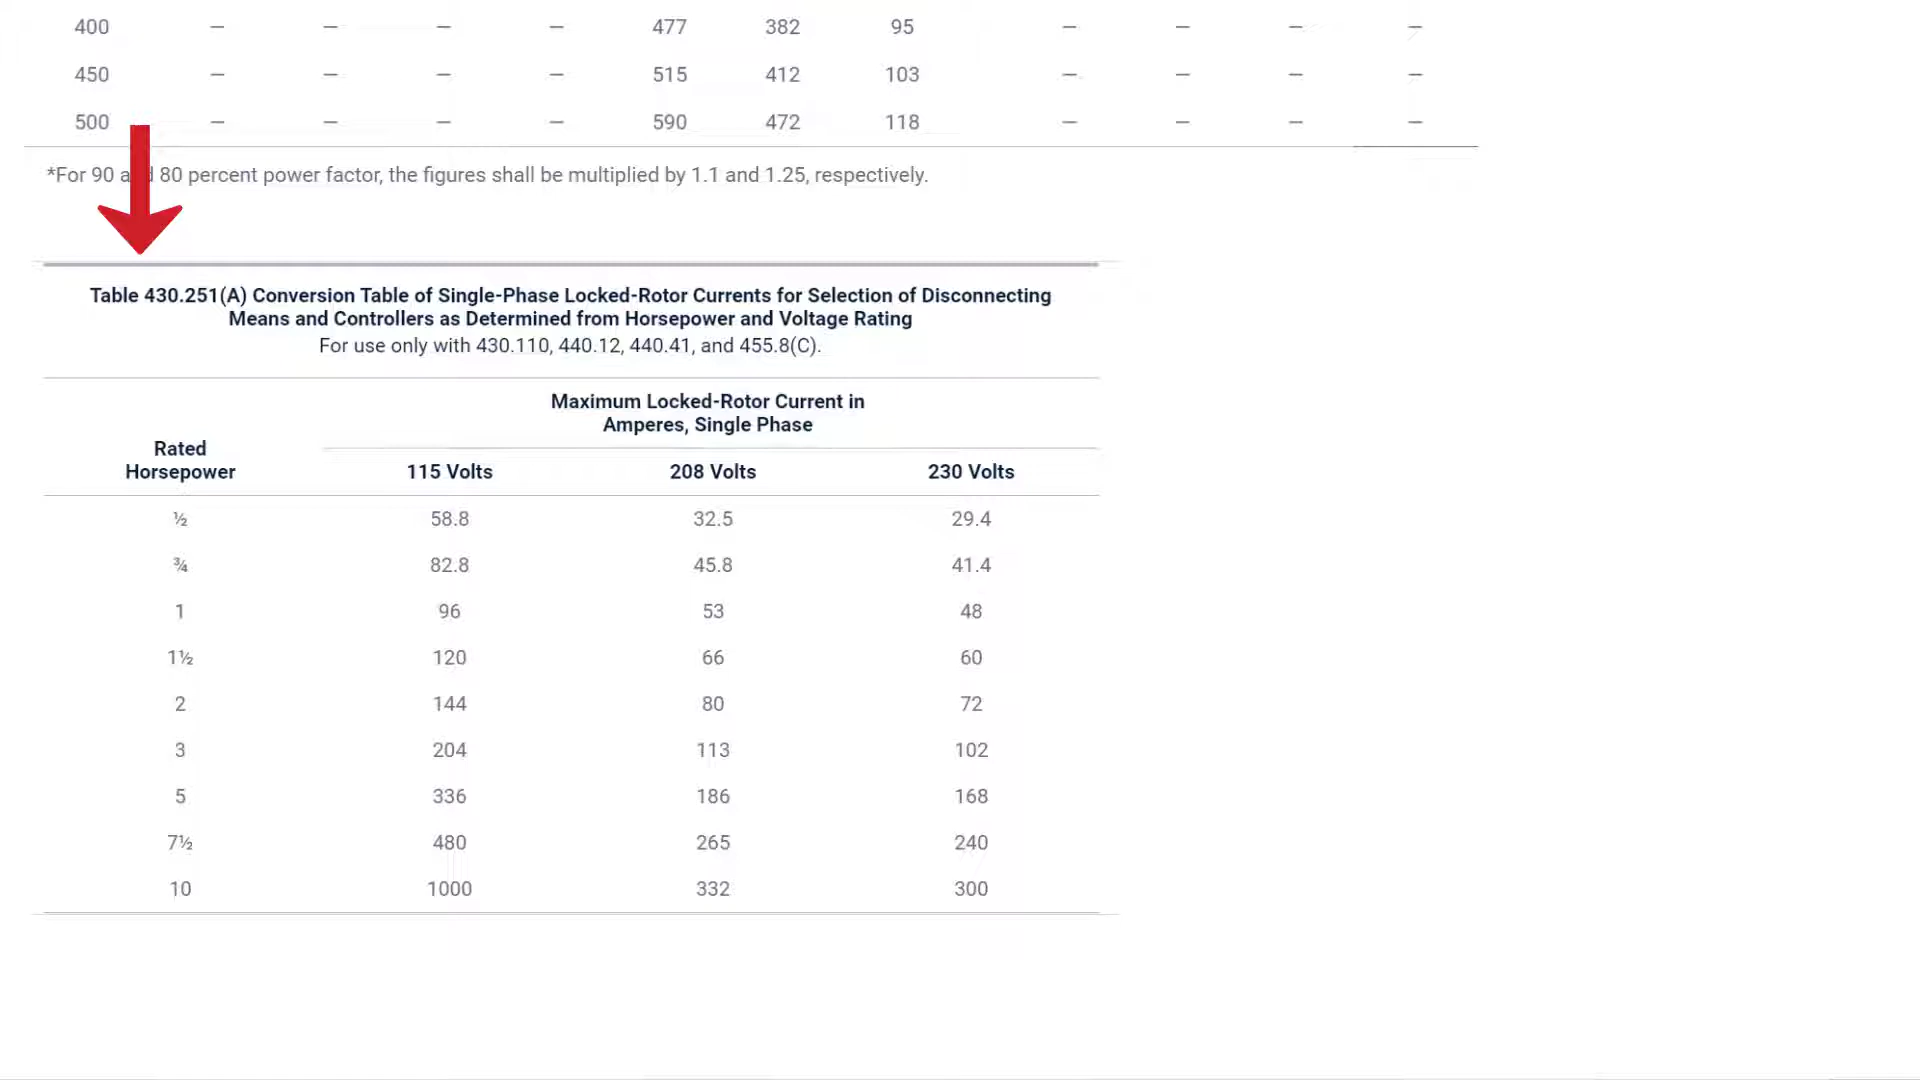 400 — — — — 477 382 95 — — — —
450 — — — — 515 412 103 — — — —
500 — — — — 590 472 118 — — — —
*For 90 a d 80 percent power factor, the figures shall be multiplied by 1.1 and 1.25, respectively.
Table 430.251(A) Conversion Table of Single-Phase Locked-Rotor Currents for Selection of Disconnecting
Means and Controllers as Determined from Horsepower and Voltage Rating
For use only with 430.110, 440.12, 440.41, and 455.8(C).
Maximum Locked-Rotor Current in
Amperes, Single Phase
Rated
Horsepower 115 Volts 208 Volts 230 Volts
½ 58.8 32.5 29.4
¾ 82.8 45.8 41.4
1 96 53 48
1½ 120 66 60
2 144 80 72
3 204 113 102
5 336 186 168
7½ 480 265 240
10 1000 332 300